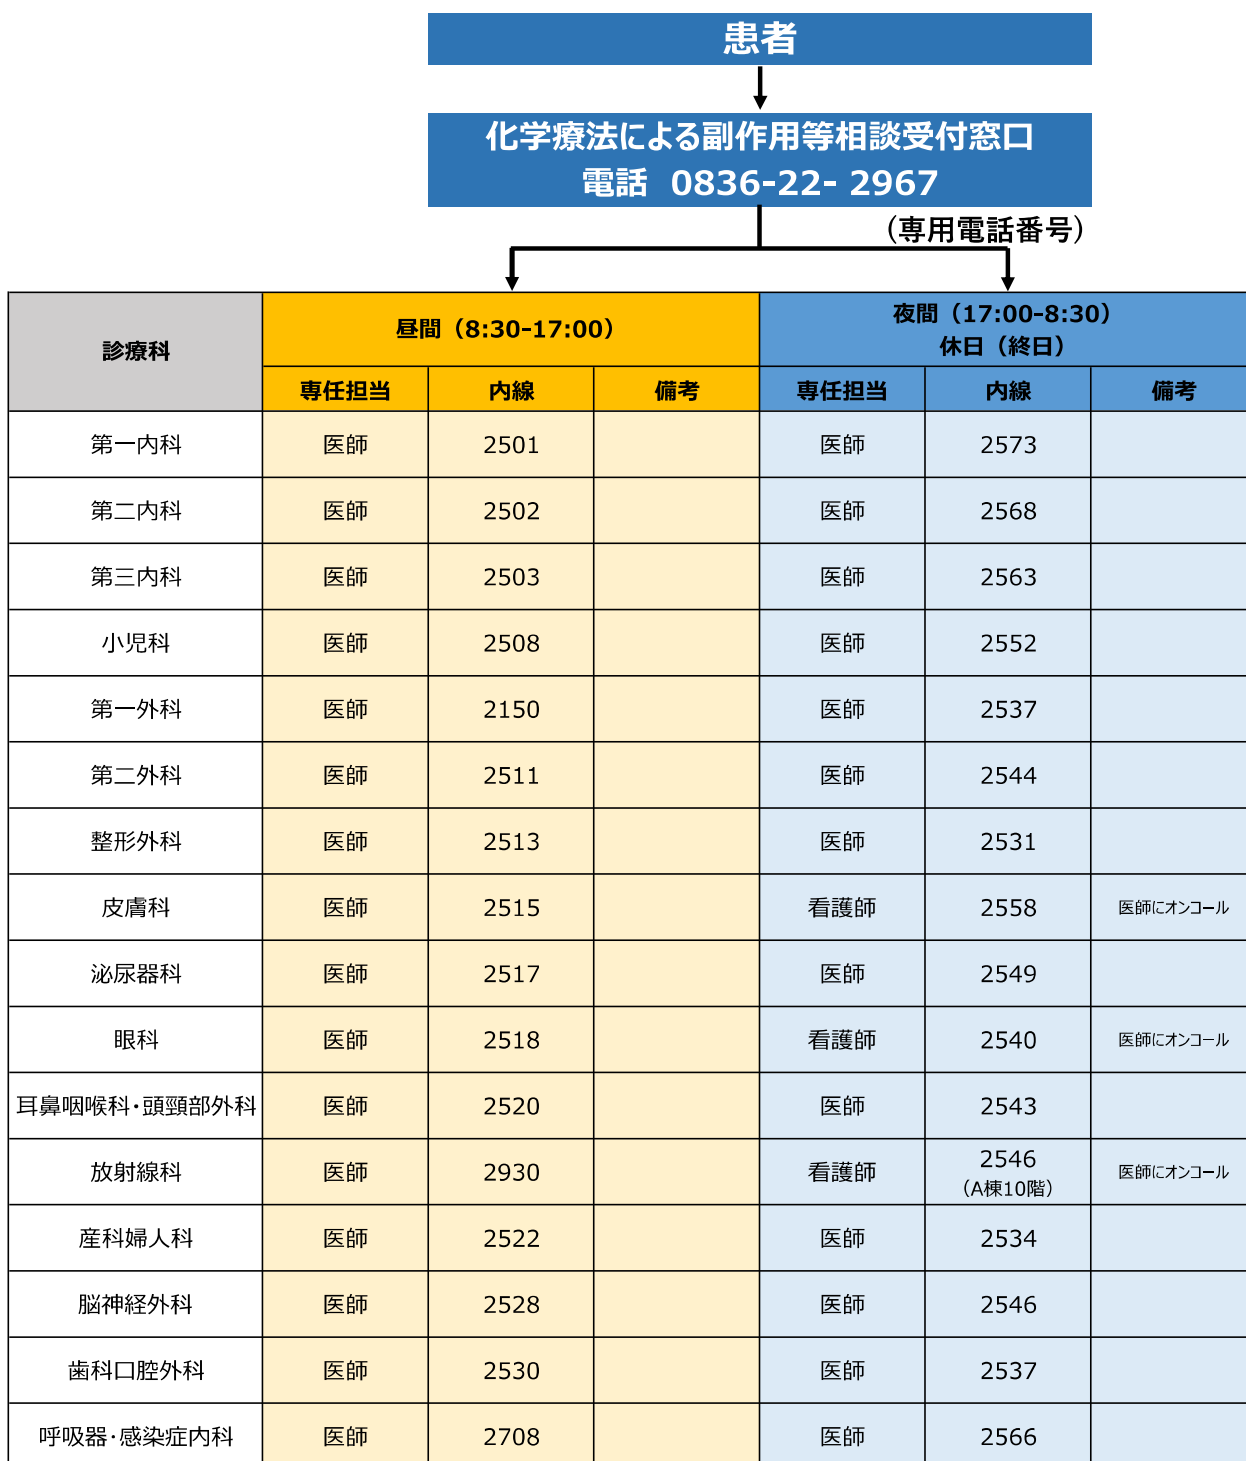 患者
化学療法による副作用等相談受付窓口
電話 0836-22- 2967
（専用電話番号）
診療科 昼間（8:30-17:00） 夜間（17:00-8:30）
休日（終日）
専任担当 内線 備考 専任担当 内線 備考
第一内科 医師 2501 医師 2573
第二内科 医師 2502 医師 2568
第三内科 医師 2503 医師 2563
小児科 医師 2508 医師 2552
第一外科 医師 2150 医師 2537
第二外科 医師 2511 医師 2544
整形外科 医師 2513 医師 2531
皮膚科 医師 2515 看護師 2558 医師にオンコール
泌尿器科 医師 2517 医師 2549
眼科 医師 2518 看護師 2540 医師にオンコール
耳鼻咽喉科・頭頸部外科 医師 2520 医師 2543
放射線科 医師 2930 看護師 2546 医師にオンコール
（A棟10階）
産科婦人科 医師 2522 医師 2534
脳神経外科 医師 2528 医師 2546
歯科口腔外科 医師 2530 医師 2537
呼吸器・感染症内科 医師 2708 医師 2566